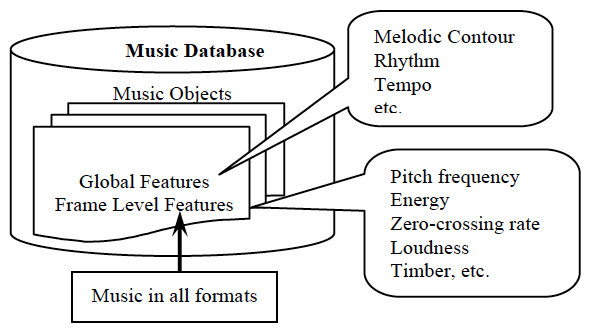 Music Database
Music Objects
Global Features
Frame Level Features
Music in all formats
Melodic Contour
Rhythm
Tempo
etc.
Pitch frequency
Energy
Zero-crossing rate
Loudness
Timber, etc.